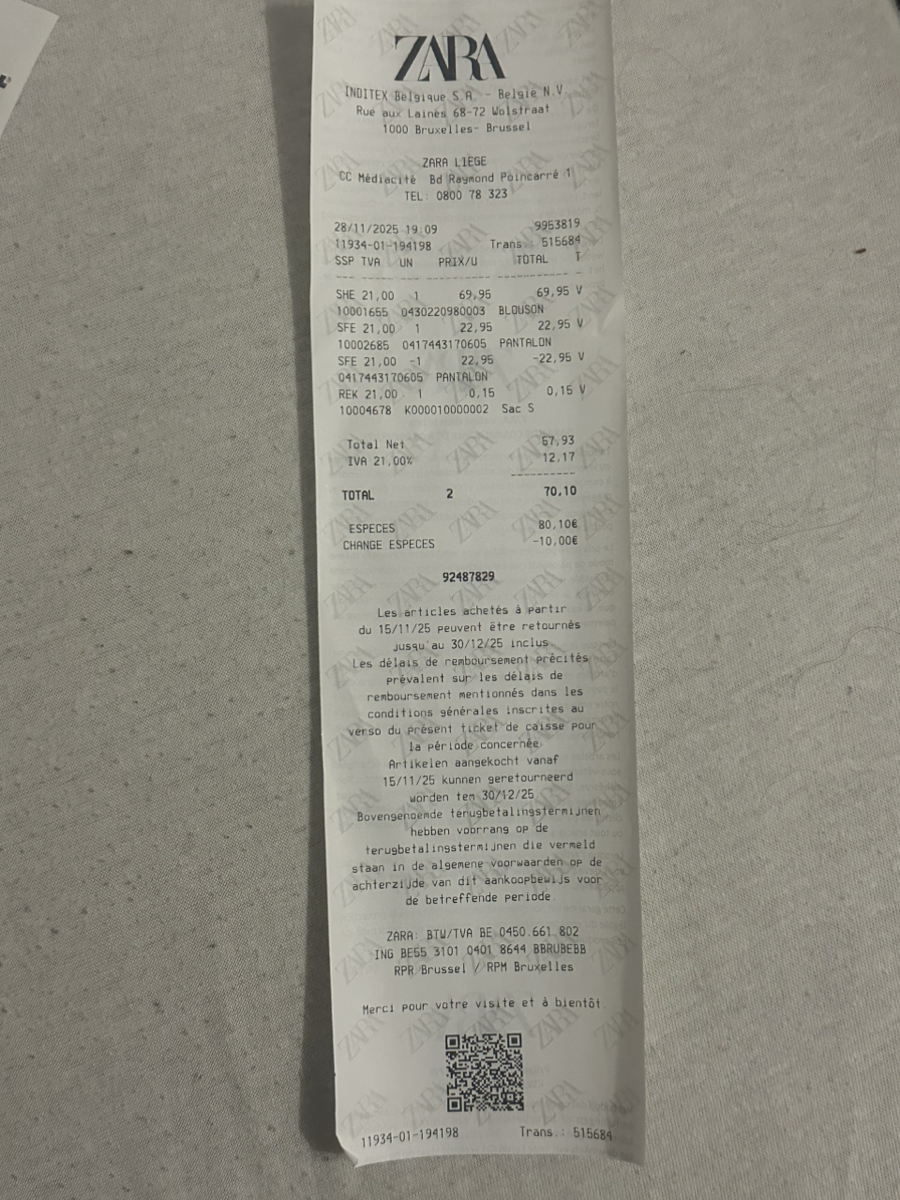 ZARA
INDITEX Belgique S.A. - België N.V.
Rue aux Laines 68-72 Wolstraat
1000 Bruxelles- Brussel
ZARA LIÈGE
CC Médiacité Bd Raymond Poincarré 1
TEL: 0800 78 323
28/11/2025 19:09 9953819
11934-01-194198 Trans.: 515684
SSP TVA UN PRIX/U TOTAL T
SHE 21,00 1 69,95 69,95 V
10001655 0430220980003 BLOUSON
SFE 21,00 1 22,95 22,95 V
10002685 0417443170605 PANTALON
SFE 21,00 -1 22,95 -22,95 V
0417443170605 PANTALON
REK 21,00 1 0,15 0,15 V
10004678 K000010000002 Sac S
Total Net 57,93
IVA 21,00% 12,17
TOTAL 2 70,10
ESPECES 80,10€
CHANGE ESPECES -10,00€
92487829
Les articles achetés à partir
du 15/11/25 peuvent être retournés
jusqu'au 30/12/25 inclus.
Les délais de remboursement précités
prévalent sur les délais de
remboursement mentionnés dans les
conditions générales inscrites au
verso du présent ticket de caisse pour
la période concernée.
Artikelen aangekocht vanaf
15/11/25 kunnen geretourneerd
worden tem 30/12/25.
Bovengenoemde terugbetalingstermijnen
hebben voorrang op de
terugbetalingstermijnen die vermeld
staan in de algemene voorwaarden op de
achterzijde van dit aankoopbewijs voor
de betreffende periode.
ZARA: BTW/TVA BE 0450.661.802
ING BE55 3101 0401 8644 BBRUBEBB
RPR Brussel / RPM Bruxelles
Merci pour votre visite et à bientôt.
11934-01-194198 Trans.: 515684